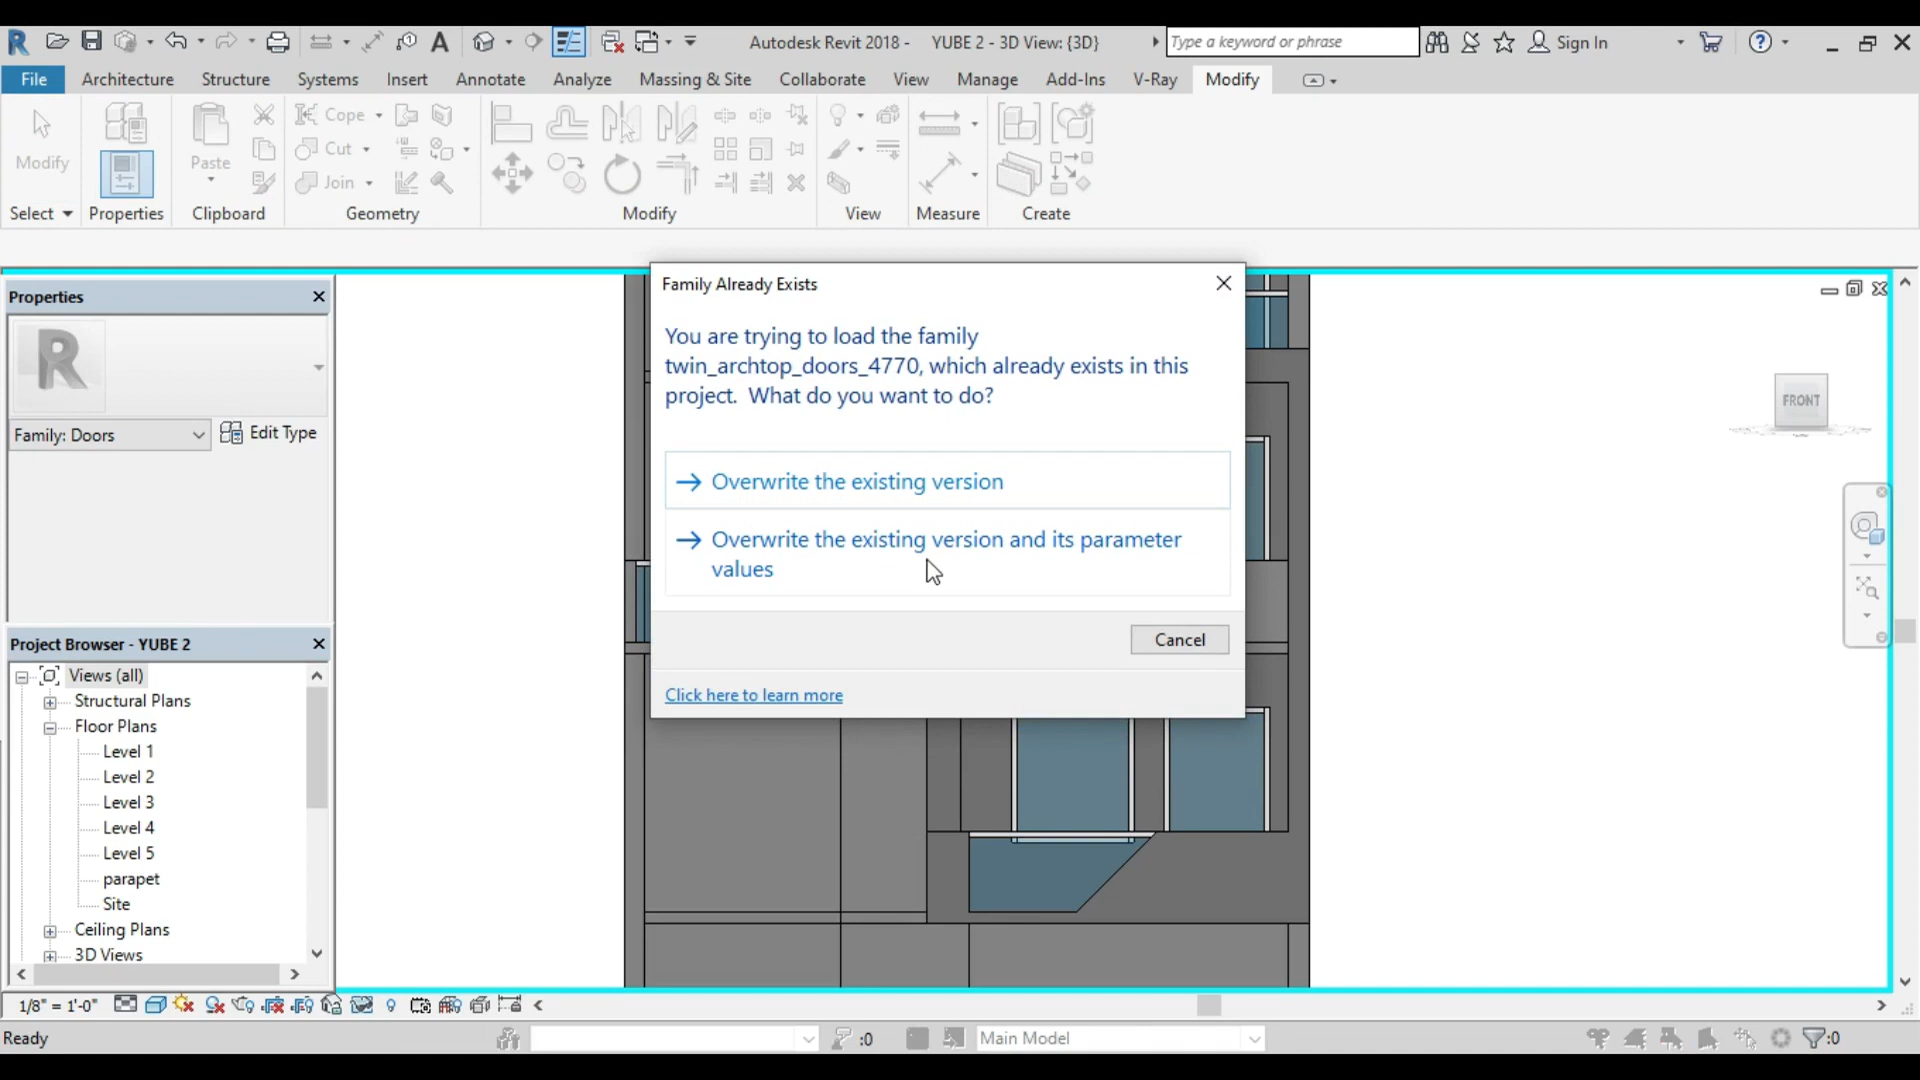 Autodesk Revit 2018 - YUBE 2 - 3D View: {3D}
Type a keyword or phrase
Sign In
File Architecture Structure Systems Insert Annotate Analyze Massing & Site Collaborate View Manage Add-Ins V-Ray Modify
Modify
Paste
Cope
Cut
Join
Select Properties Clipboard Geometry Modify View Measure Create
Properties
Family: Doors
Edit Type
Project Browser - YUBE 2
Views (all)
Structural Plans
Floor Plans
Level 1
Level 2
Level 3
Level 4
Level 5
parapet
Site
Ceiling Plans
3D Views
Family Already Exists
You are trying to load the family
twin_archtop_doors_4770, which already exists in this
project. What do you want to do?
Overwrite the existing version
Overwrite the existing version and its parameter
values
Cancel
Click here to learn more
FRONT
1/8" = 1'-0"
Ready
:0
Main Model
:0